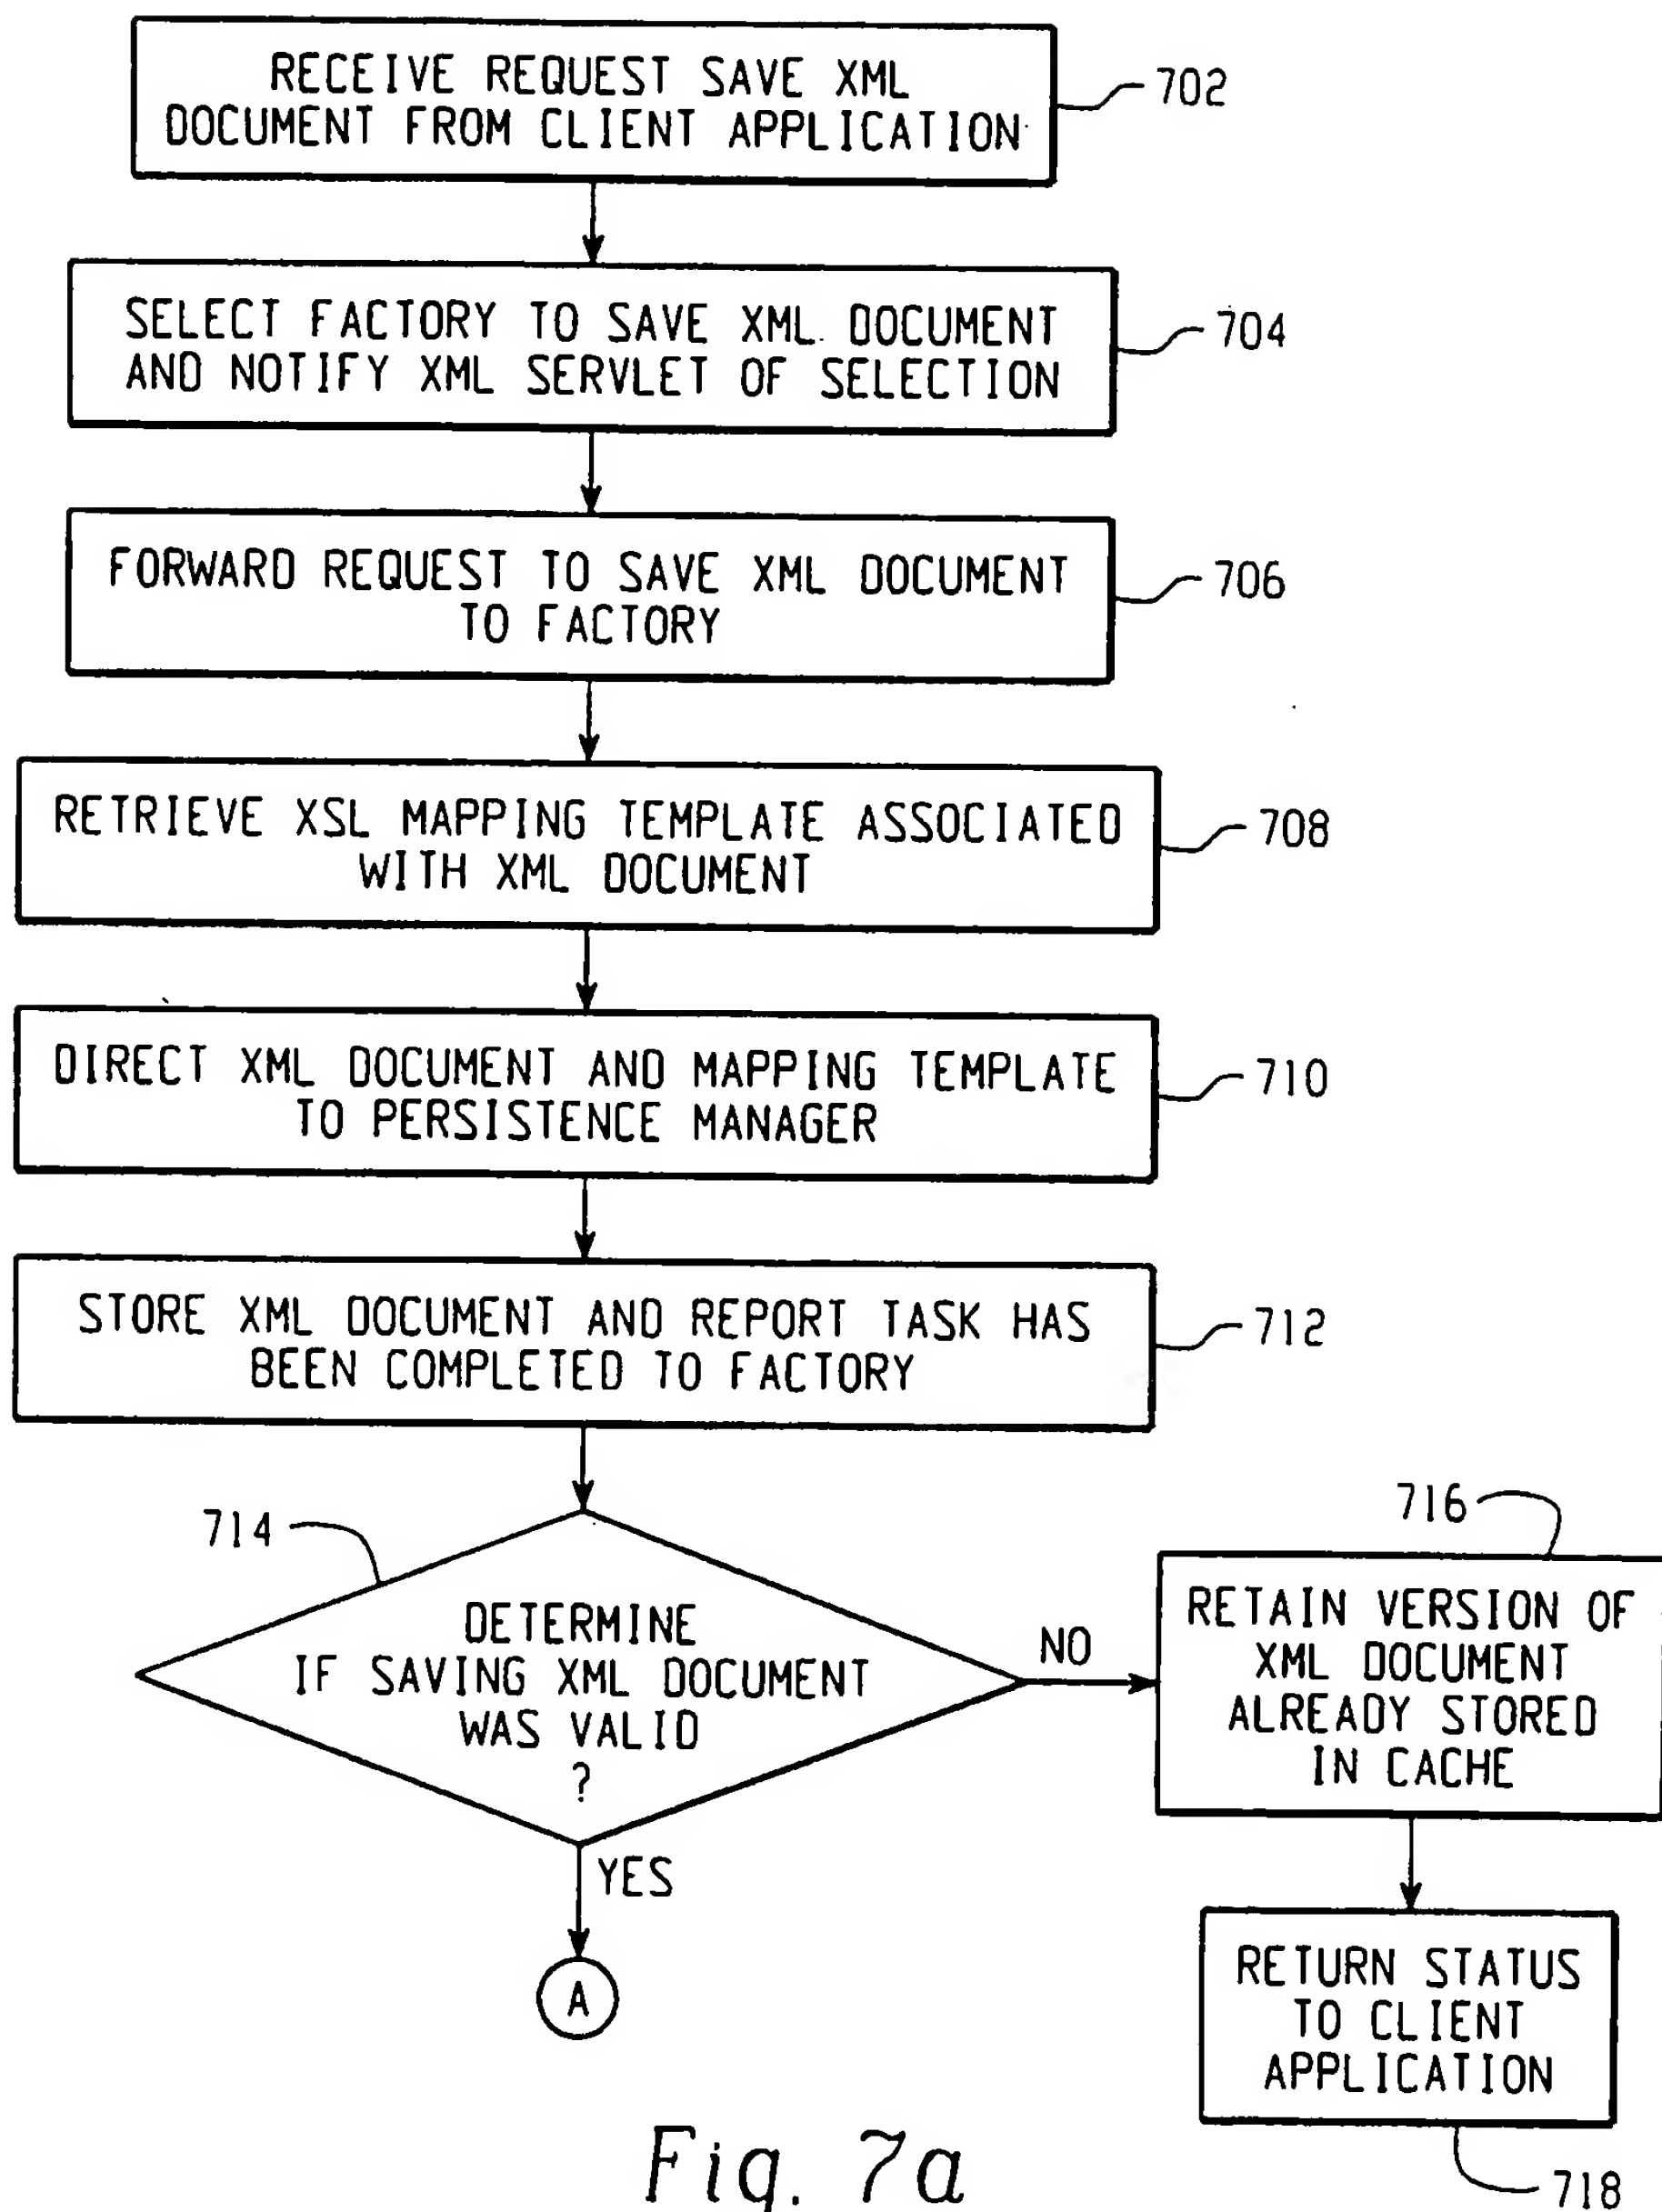 RECEIVE REQUEST SAVE XML
DOCUMENT FROM CLIENT APPLICATION
702
SELECT FACTORY TO SAVE XML DOCUMENT
AND NOTIFY XML SERVLET OF SELECTION
704
FORWARD REQUEST TO SAVE XML DOCUMENT
TO FACTORY
706
RETRIEVE XSL MAPPING TEMPLATE ASSOCIATED
WITH XML DOCUMENT
708
DIRECT XML DOCUMENT AND MAPPING TEMPLATE
TO PERSISTENCE MANAGER
710
STORE XML DOCUMENT AND REPORT TASK HAS
BEEN COMPLETED TO FACTORY
712
714
DETERMINE
IF SAVING XML DOCUMENT
WAS VALID
?
NO
YES
A
716
RETAIN VERSION OF
XML DOCUMENT
ALREADY STORED
IN CACHE
RETURN STATUS
TO CLIENT
APPLICATION
718
Fig. 7a